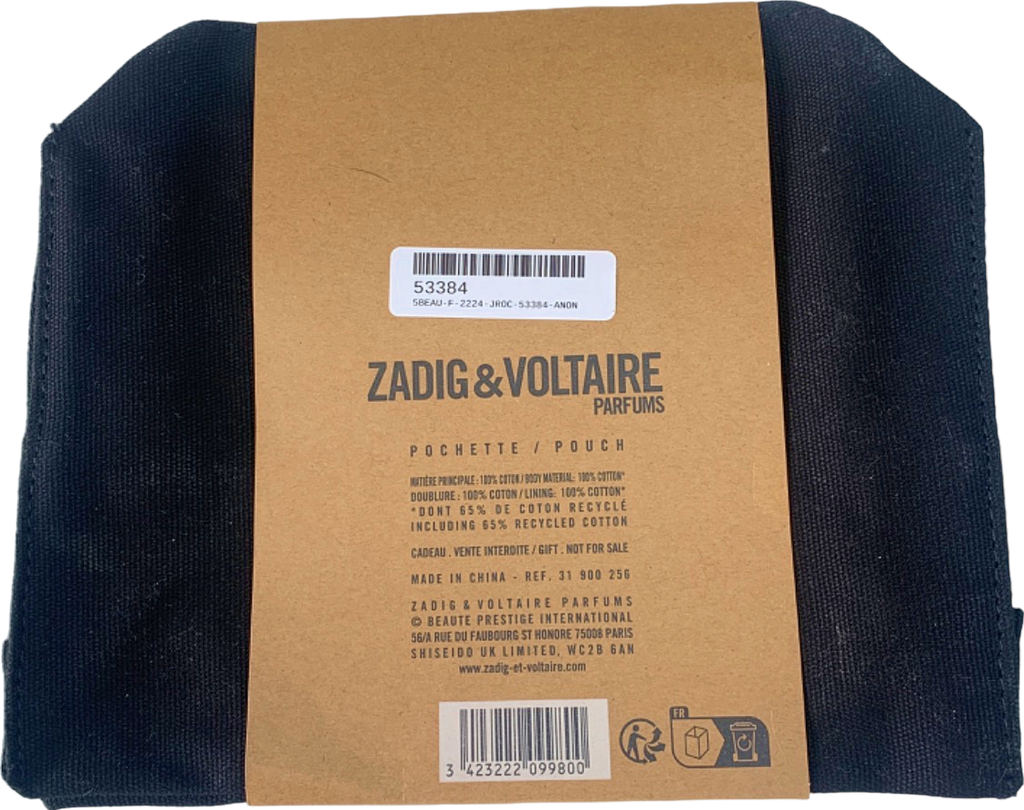 53384
5BEAU-F-2224-JROC-53384-ANON
ZADIG&VOLTAIRE
PARFUMS
POCHETTE / POUCH
MATIÈRE PRINCIPALE : 100% COTON / BODY MATERIAL: 100% COTTON*
DOUBLURE : 100% COTON / LINING: 100% COTTON*
*DONT 65% DE COTON RECYCLÉ
INCLUDING 65% RECYCLED COTTON
CADEAU . VENTE INTERDITE / GIFT . NOT FOR SALE
MADE IN CHINA - REF. 31 900 256
ZADIG & VOLTAIRE PARFUMS
© BEAUTE PRESTIGE INTERNATIONAL
56/A RUE DU FAUBOURG ST HONORE 75008 PARIS
SHISEIDO UK LIMITED, WC2B 6AN
www.zadig-et-voltaire.com
FR
3 423222 099800